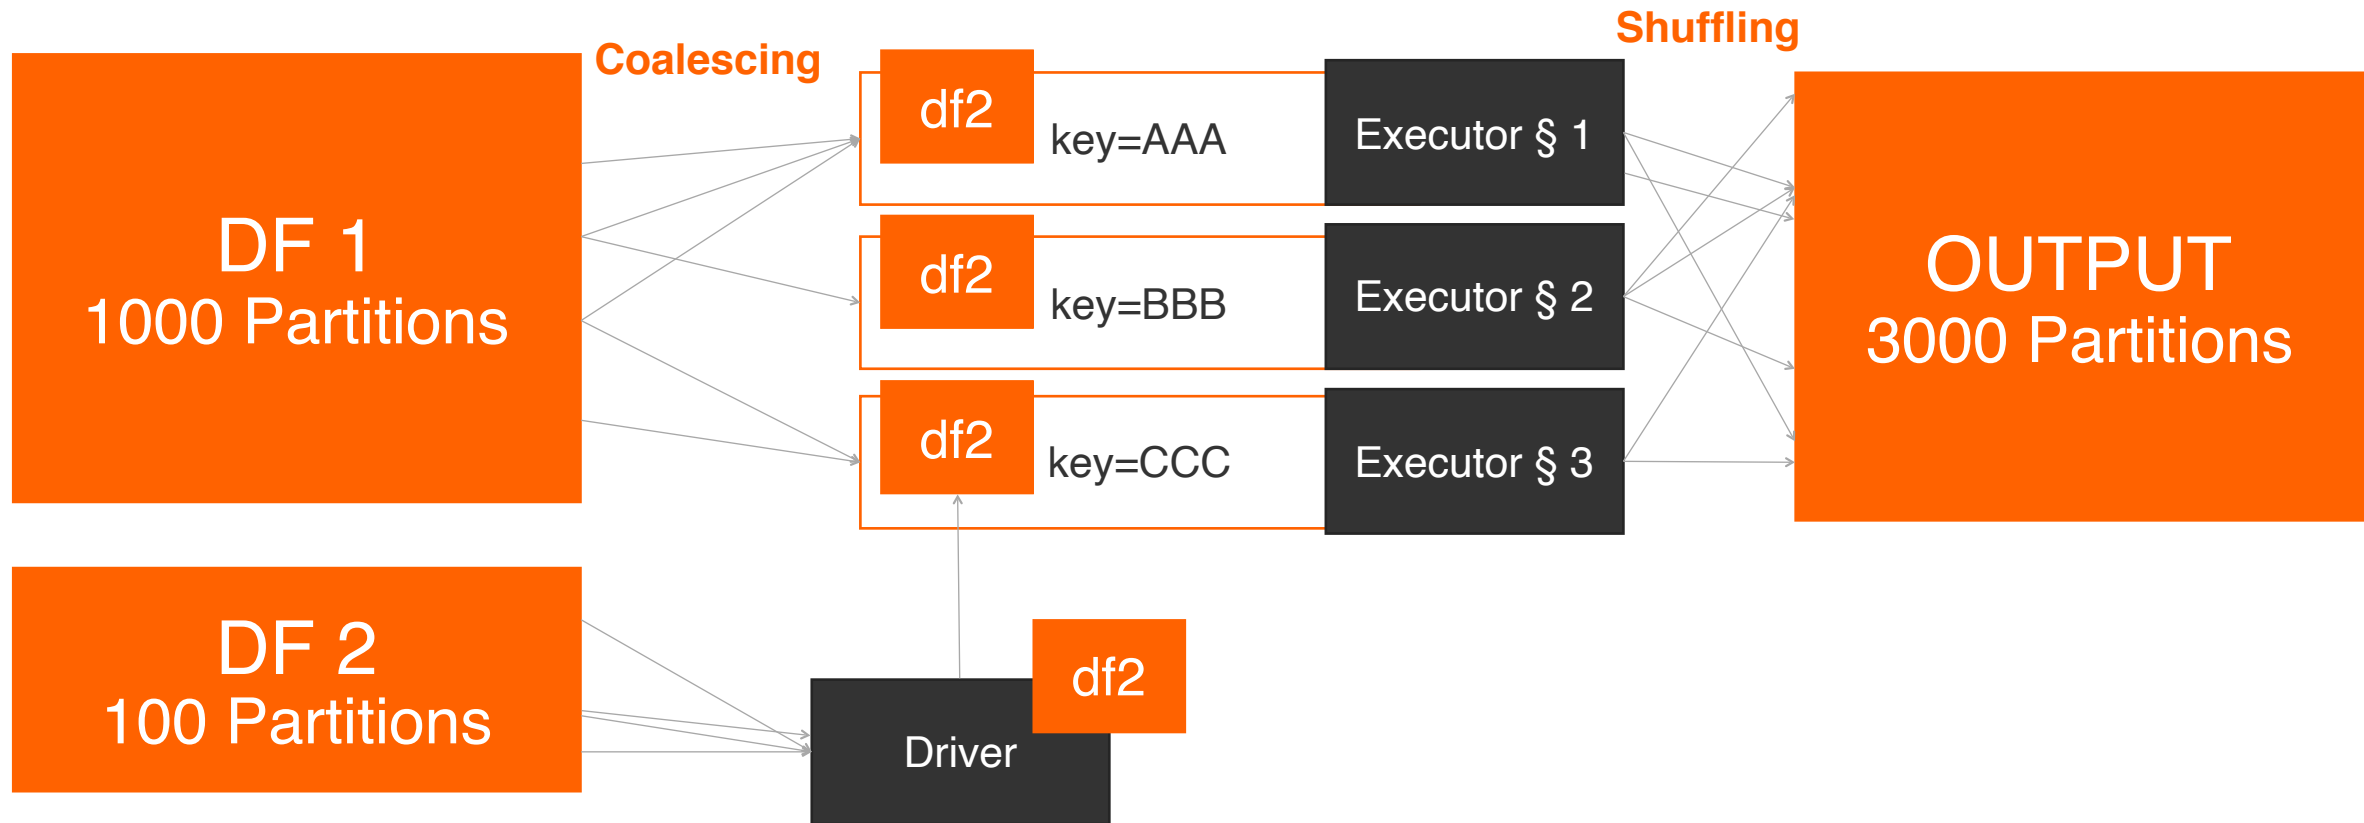 Coalescing
Shuffling
DF 1
1000 Partitions
df2
key=AAA
Executor § 1
df2
key=BBB
Executor § 2
df2
key=CCC
Executor § 3
OUTPUT
3000 Partitions
DF 2
100 Partitions
df2
Driver